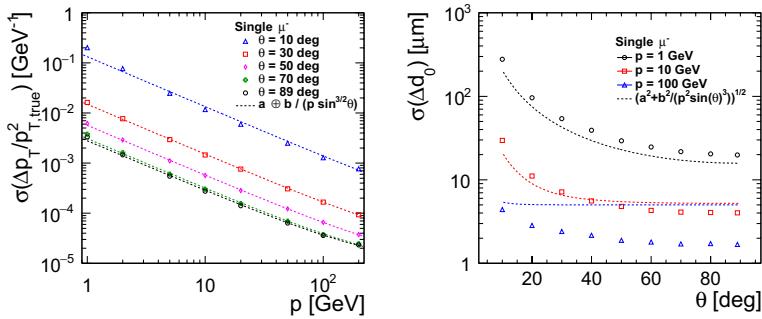 σ(Δp_T/p²_T,true) [GeV⁻¹]
1
10⁻¹
10⁻²
10⁻³
10⁻⁴
10⁻⁵
Single μ⁻
θ = 10 deg
θ = 30 deg
θ = 50 deg
θ = 70 deg
θ = 89 deg
a ⊕ b / (p sin^{3/2}θ)
1 10 10²
p [GeV]
σ(Δd₀) [μm]
10³
10²
10
1
Single μ⁻
p = 1 GeV
p = 10 GeV
p = 100 GeV
(a²+b²/(p²sin(θ)³))^{1/2}
20 40 60 80
θ [deg]